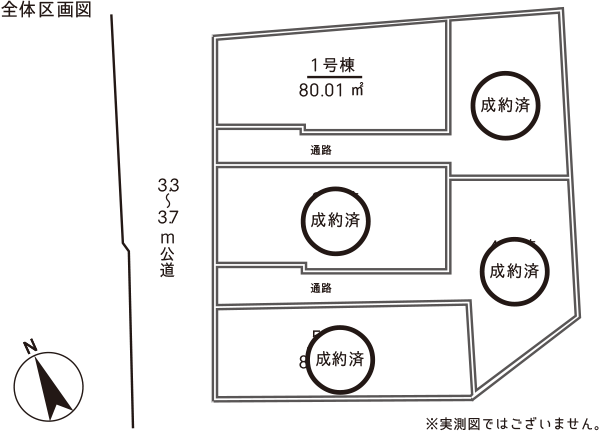 全体区画図
1号棟
80.01 ㎡
成約済
通路
3.3
〜
3.7
m
公
道
成約済
成約済
通路
成約済
N
※実測図ではございません。